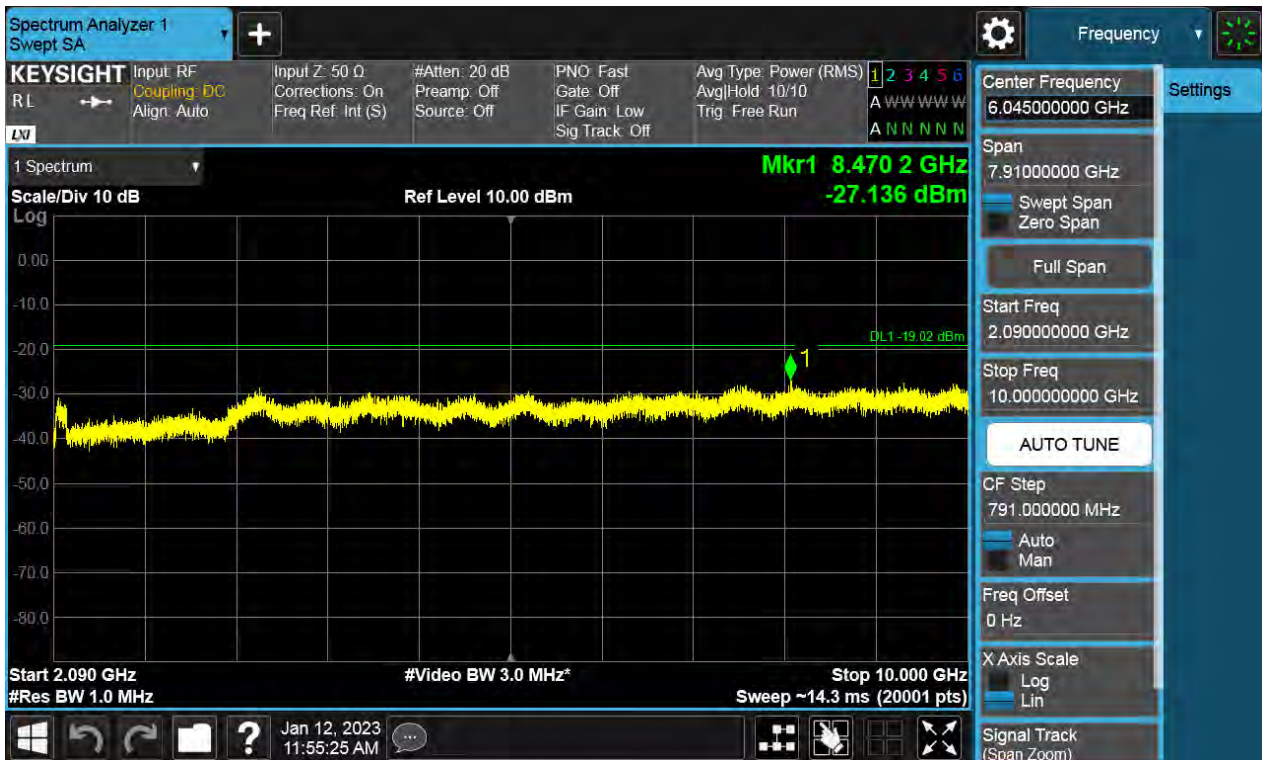 Spectrum Analyzer 1
Swept SA
+
Frequency
KEYSIGHT
RL
LXI
Input: RF
Coupling: DC
Align: Auto
Input Z: 50 Ω
Corrections: On
Freq Ref: Int (S)
#Atten: 20 dB
Preamp: Off
Source: Off
PNO: Fast
Gate: Off
IF Gain: Low
Sig Track: Off
Avg Type: Power (RMS)
Avg|Hold: 10/10
Trig: Free Run
1 2 3 4 5 6
A W W W W W
A N N N N N
1 Spectrum
Mkr1 8.470 2 GHz
-27.136 dBm
Scale/Div 10 dB
Ref Level 10.00 dBm
Log
0.00
-10.0
-20.0
-30.0
-40.0
-50.0
-60.0
-70.0
-80.0
DL1 -19.02 dBm
1
Start 2.090 GHz
#Video BW 3.0 MHz*
Stop 10.000 GHz
#Res BW 1.0 MHz
Sweep ~14.3 ms (20001 pts)
Center Frequency
6.045000000 GHz
Settings
Span
7.91000000 GHz
Swept Span
Zero Span
Full Span
Start Freq
2.090000000 GHz
Stop Freq
10.000000000 GHz
AUTO TUNE
CF Step
791.000000 MHz
Auto
Man
Freq Offset
0 Hz
X Axis Scale
Log
Lin
Signal Track
(Span Zoom)
?
Jan 12, 2023
11:55:25 AM